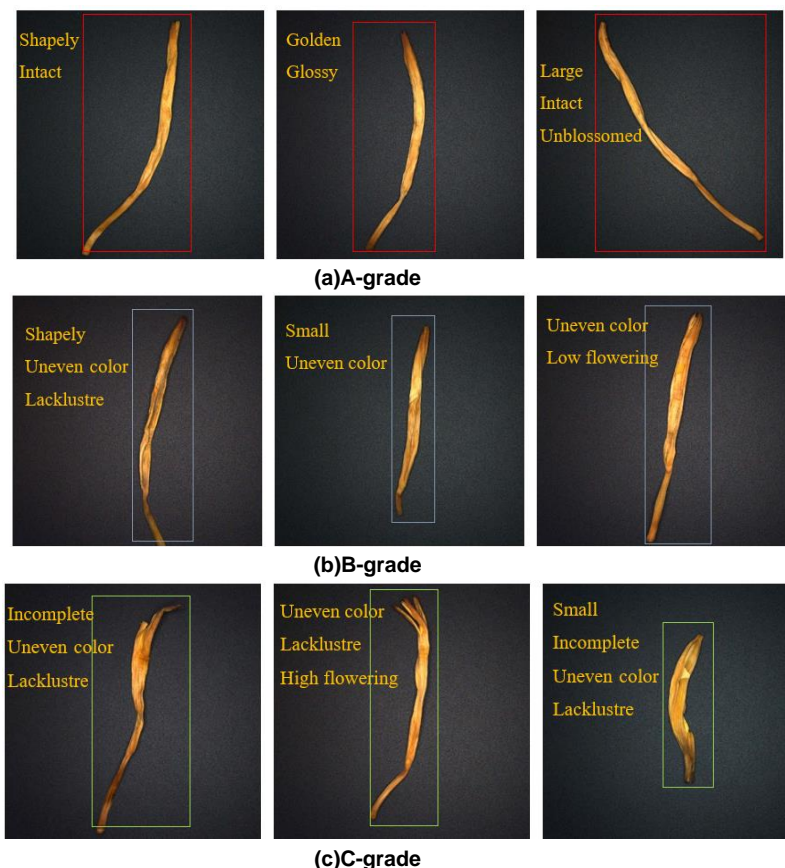 Shapely
Intact
Golden
Glossy
Large
Intact
Unblossomed
(a)A-grade
Shapely
Uneven color
Lacklustre
Small
Uneven color
Uneven color
Low flowering
(b)B-grade
Incomplete
Uneven color
Lacklustre
Uneven color
Lacklustre
High flowering
Small
Incomplete
Uneven color
Lacklustre
(c)C-grade